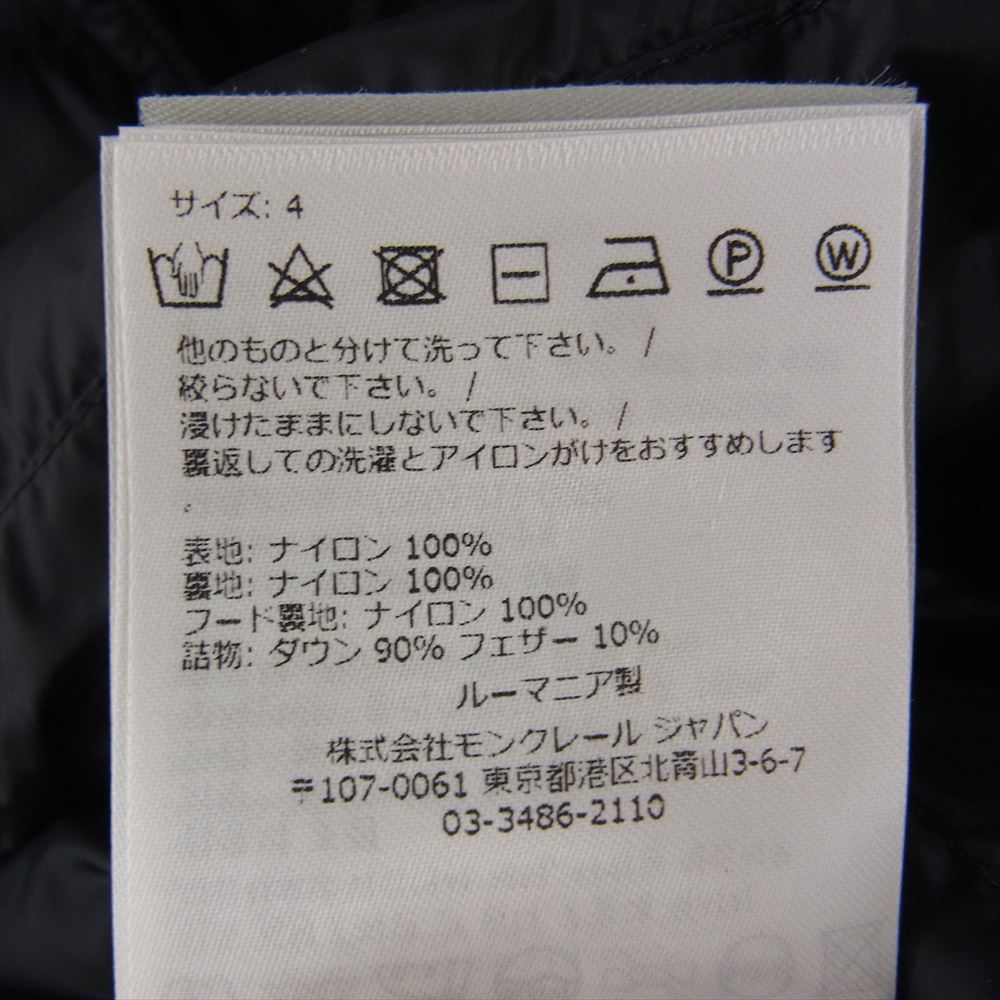 サイズ: 4
P W
他のものと分けて洗って下さい。 /
絞らないで下さい。 /
浸けたままにしないで下さい。 /
裏返しての洗濯とアイロンがけをおすすめします
。
表地: ナイロン 100%
裏地: ナイロン 100%
フード裏地: ナイロン 100%
詰物: ダウン 90% フェザー 10%
ルーマニア製
株式会社モンクレール ジャパン
〒107-0061 東京都港区北青山3-6-7
03-3486-2110